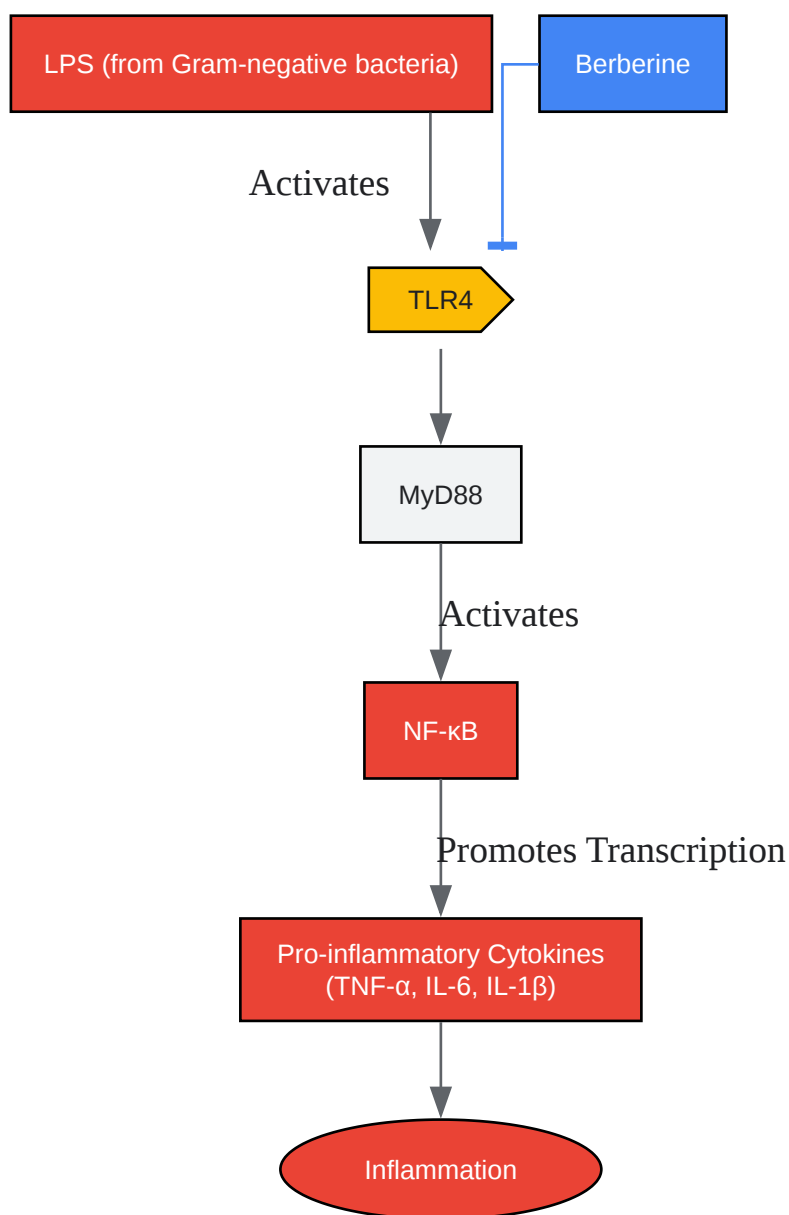 LPS (from Gram-negative bacteria)
Berberine
Activates
TLR4
MyD88
Activates
NF-κB
Promotes Transcription
Pro-inflammatory Cytokines
(TNF-α, IL-6, IL-1β)
Inflammation